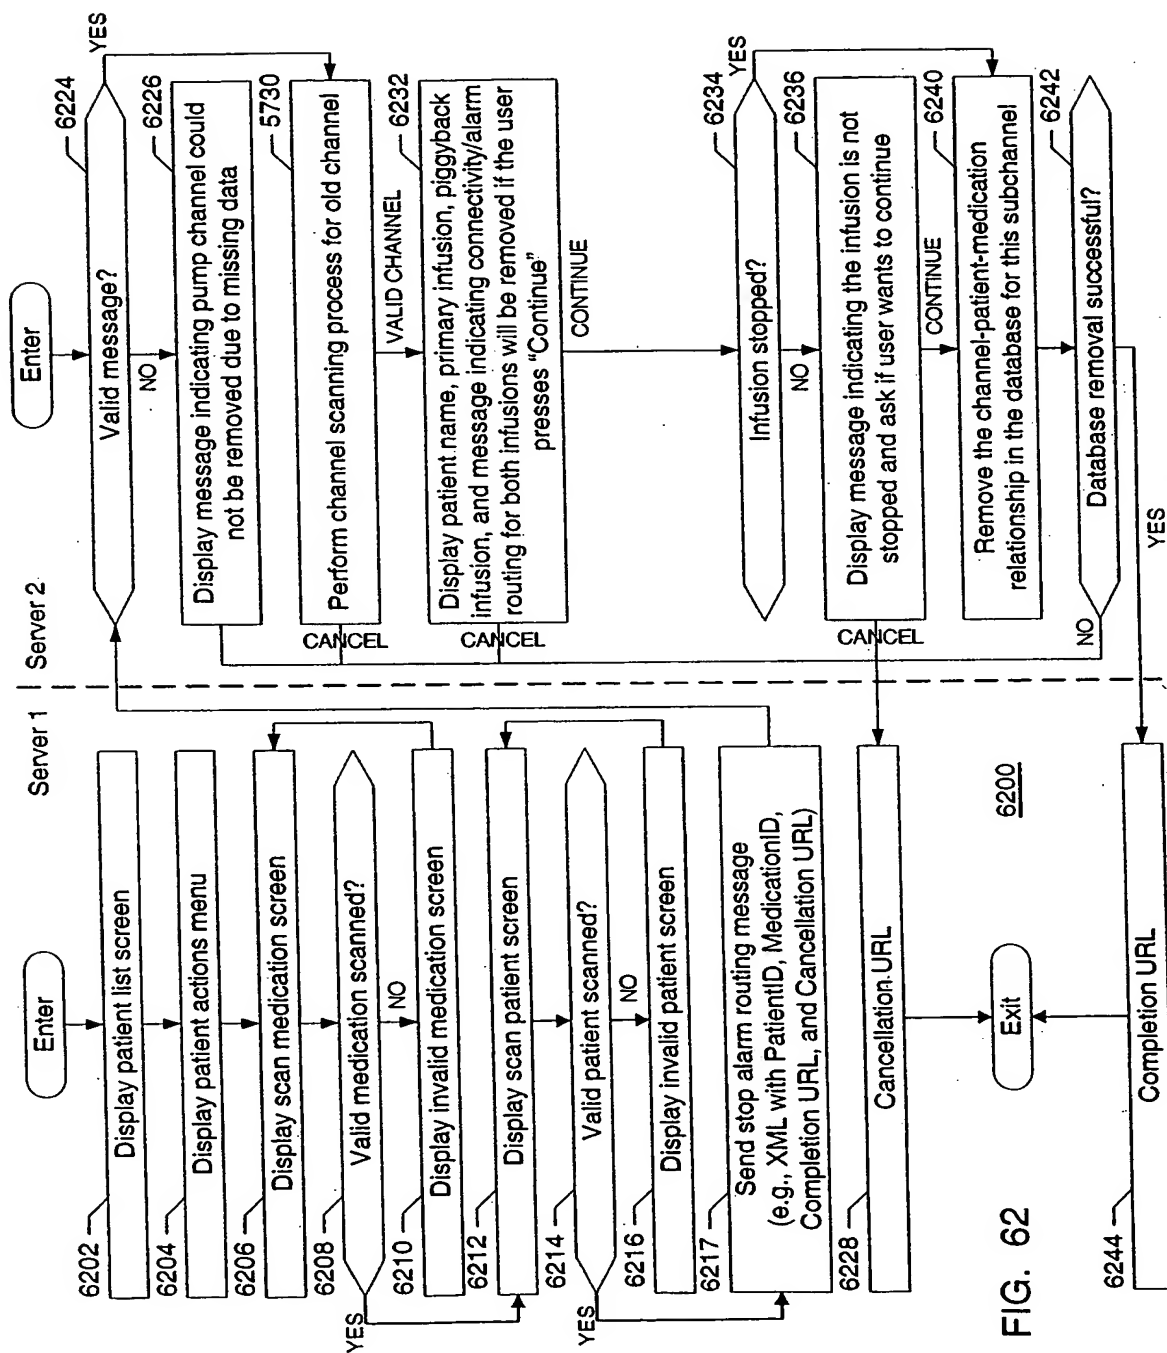 Server 1
Server 2
Enter
6202
Display patient list screen
6204
Display patient actions menu
6206
Display scan medication screen
6208
Valid medication scanned?
YES
NO
6210
Display invalid medication screen
6212
Display scan patient screen
6214
Valid patient scanned?
YES
NO
6216
Display invalid patient screen
6217
Send stop alarm routing message
(e.g., XML with PatientID, MedicationID,
Completion URL, and Cancellation URL)
6228
Cancellation URL
Exit
6244
Completion URL
Enter
6224
Valid message?
YES
NO
6226
Display message indicating pump channel could
not be removed due to missing data
5730
Perform channel scanning process for old channel
CANCEL
VALID CHANNEL
6232
Display patient name, primary infusion, piggyback
infusion, and message indicating connectivity/alarm
routing for both infusions will be removed if the user
presses "Continue"
CANCEL
CONTINUE
6234
Infusion stopped?
YES
NO
6236
Display message indicating the infusion is not
stopped and ask if user wants to continue
CANCEL
CONTINUE
6240
Remove the channel-patient-medication
relationship in the database for this subchannel
6242
Database removal successful?
NO
YES
6200
FIG. 62